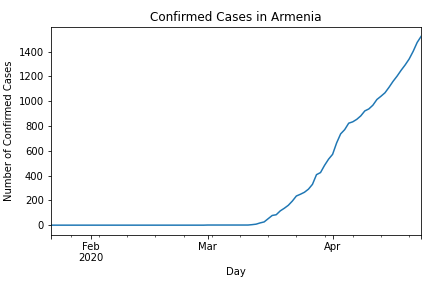 Confirmed Cases in Armenia
Number of Confirmed Cases
1400
1200
1000
800
600
400
200
0
Feb
2020
Mar
Apr
Day